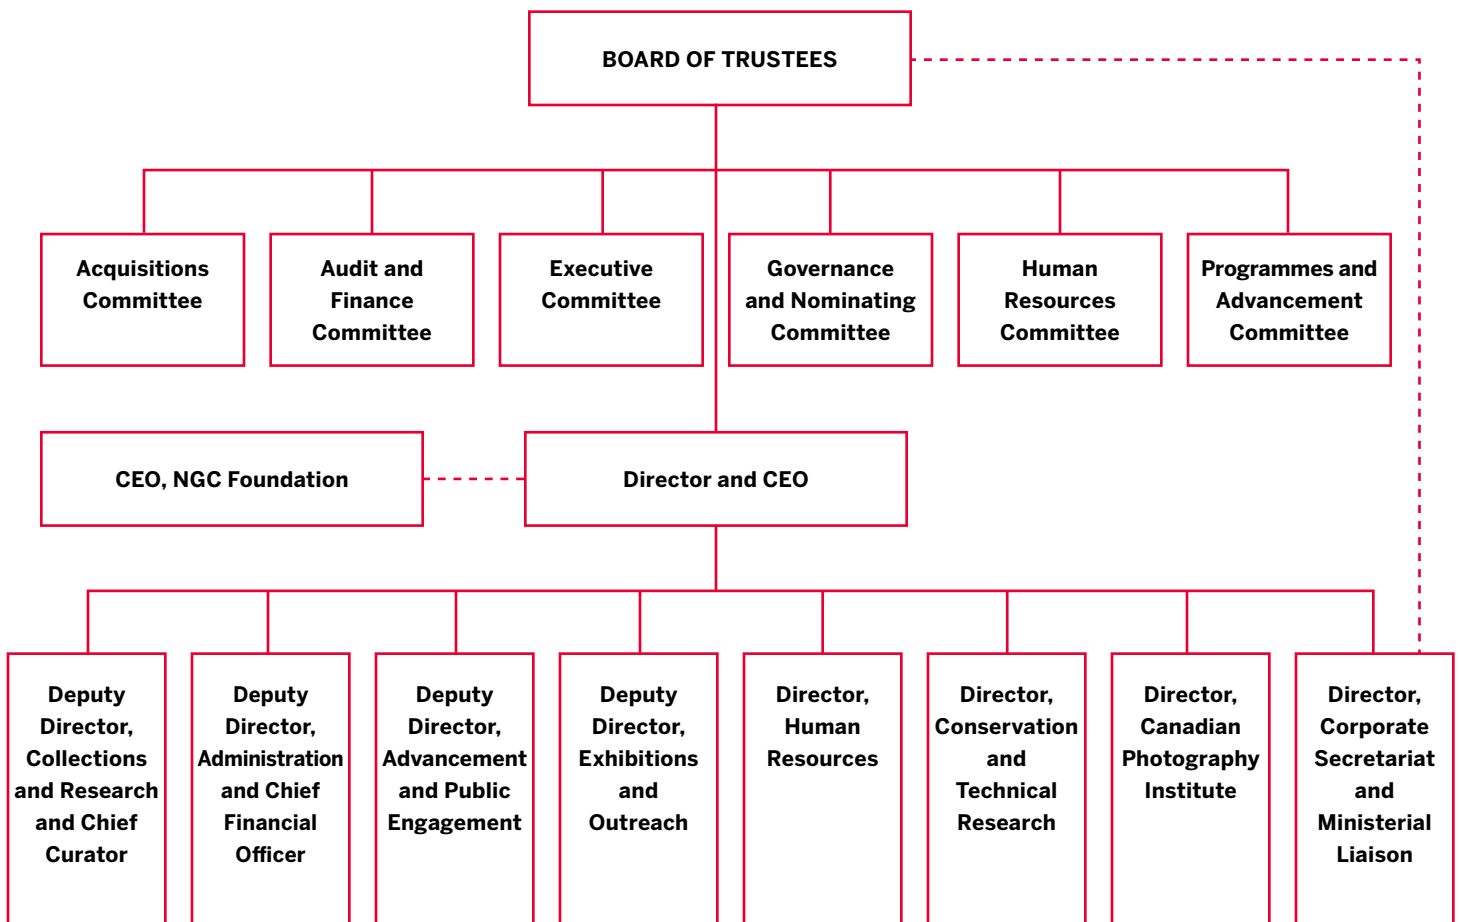 BOARD OF TRUSTEES
Acquisitions
Committee
Audit and
Finance
Committee
Executive
Committee
Governance
and Nominating
Committee
Human
Resources
Committee
Programmes and
Advancement
Committee
CEO, NGC Foundation
Director and CEO
Deputy
Director,
Collections
and Research
and Chief
Curator
Deputy
Director,
Administration
and Chief
Financial
Officer
Deputy
Director,
Advancement
and Public
Engagement
Deputy
Director,
Exhibitions
and
Outreach
Director,
Human
Resources
Director,
Conservation
and
Technical
Research
Director,
Canadian
Photography
Institute
Director,
Corporate
Secretariat
and
Ministerial
Liaison